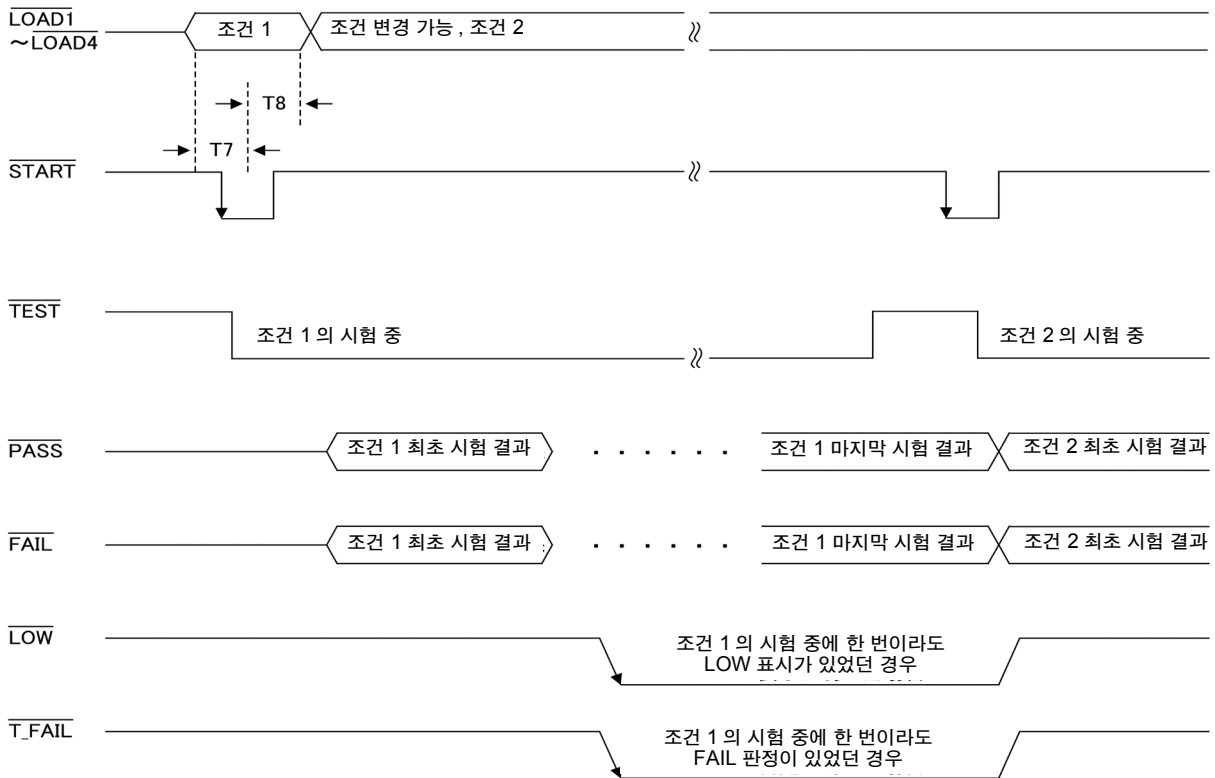 LOAD1
~LOAD4
조건 1
조건 변경 가능 , 조건 2
T8
T7
START
TEST
조건 1 의 시험 중
조건 2 의 시험 중
PASS
조건 1 최초 시험 결과
· · · · · ·
조건 1 마지막 시험 결과
조건 2 최초 시험 결과
FAIL
조건 1 최초 시험 결과
· · · · · ·
조건 1 마지막 시험 결과
조건 2 최초 시험 결과
LOW
조건 1 의 시험 중에 한 번이라도
LOW 표시가 있었던 경우
T_FAIL
조건 1 의 시험 중에 한 번이라도
FAIL 판정이 있었던 경우